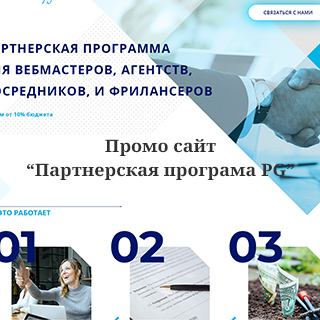 СВЯЗАТЬСЯ С НАМИ
АРТНЕРСКАЯ ПРОГРАММА
Я ВЕБМАСТЕРОВ, АГЕНТСТВ,
ОСРЕДНИКОВ, И ФРИЛАНСЕРОВ
м от 10% бюджета
Промо сайт
“Партнерская програма PG”
ЭТО РАБОТАЕТ
01 02 03